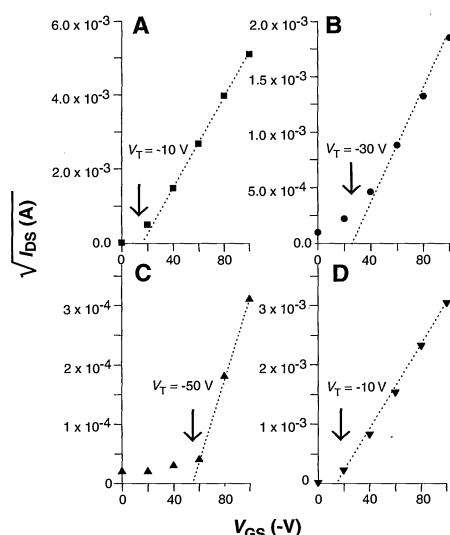 A
6.0 x 10⁻³
4.0 x 10⁻³
2.0 x 10⁻³
0.0
V_T = -10 V
0 40 80
B
2.0 x 10⁻³
1.5 x 10⁻³
1.0 x 10⁻³
5.0 x 10⁻⁴
0.0
V_T = -30 V
0 40 80
√I_DS (A)
C
3 x 10⁻⁴
2 x 10⁻⁴
1 x 10⁻⁴
0
V_T = -50 V
0 40 80
D
3 x 10⁻³
2 x 10⁻³
1 x 10⁻³
0
V_T = -10 V
0 40 80
V_GS (-V)